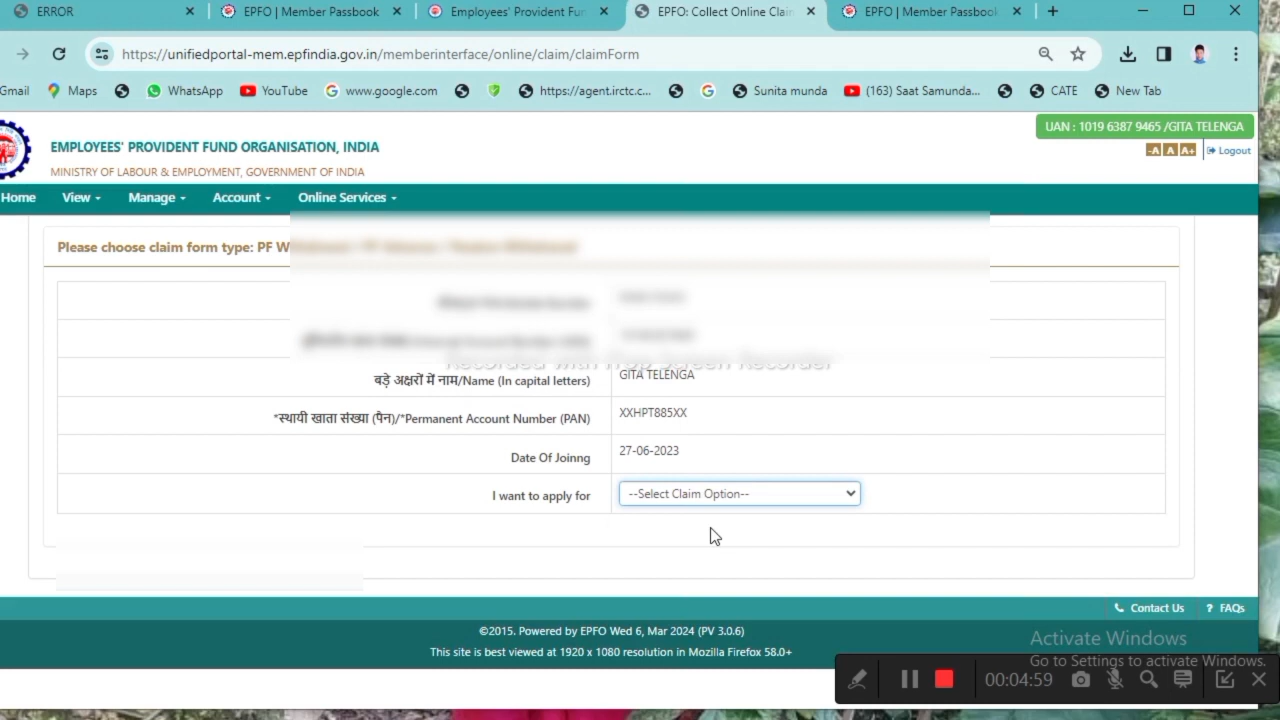 ERROR
EPFO | Member Passbook
Employees' Provident Fun
EPFO: Collect Online Clain
EPFO | Member Passbook
https://unifiedportal-mem.epfindia.gov.in/memberinterface/online/claim/claimForm
Gmail Maps WhatsApp YouTube www.google.com https://agent.irctc.c... Sunita munda (163) Saat Samunda... CATE New Tab
UAN : 1019 6387 9465 /GITA TELENGA
EMPLOYEES' PROVIDENT FUND ORGANISATION, INDIA
-A A A+ Logout
MINISTRY OF LABOUR & EMPLOYMENT, GOVERNMENT OF INDIA
Home View Manage Account Online Services
Please choose claim form type: PF W
Recorded with iTop Screen Recorder
बड़े अक्षरों में नाम/Name (In capital letters) GITA TELENGA
*स्थायी खाता संख्या (पैन)/*Permanent Account Number (PAN) XXHPT885XX
Date Of Joinng 27-06-2023
I want to apply for --Select Claim Option--
Contact Us ? FAQs
©2015. Powered by EPFO Wed 6, Mar 2024 (PV 3.0.6)
This site is best viewed at 1920 x 1080 resolution in Mozilla Firefox 58.0+
Activate Windows
Go to Settings to activate Windows.
00:04:59